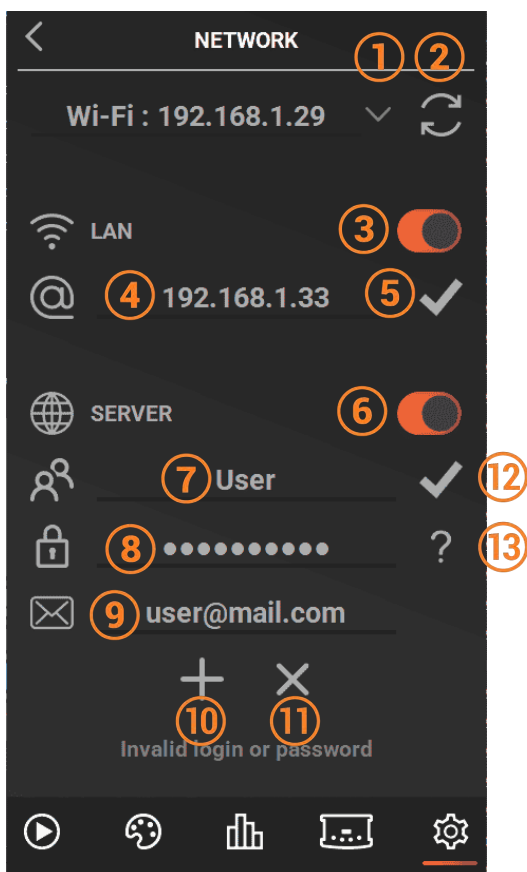 NETWORK
1 2
Wi-Fi : 192.168.1.29
LAN 3
@ 4 192.168.1.33 5
SERVER 6
7 User 12
8 ●●●●●●●●●● ? 13
9 user@mail.com
10 11
Invalid login or password